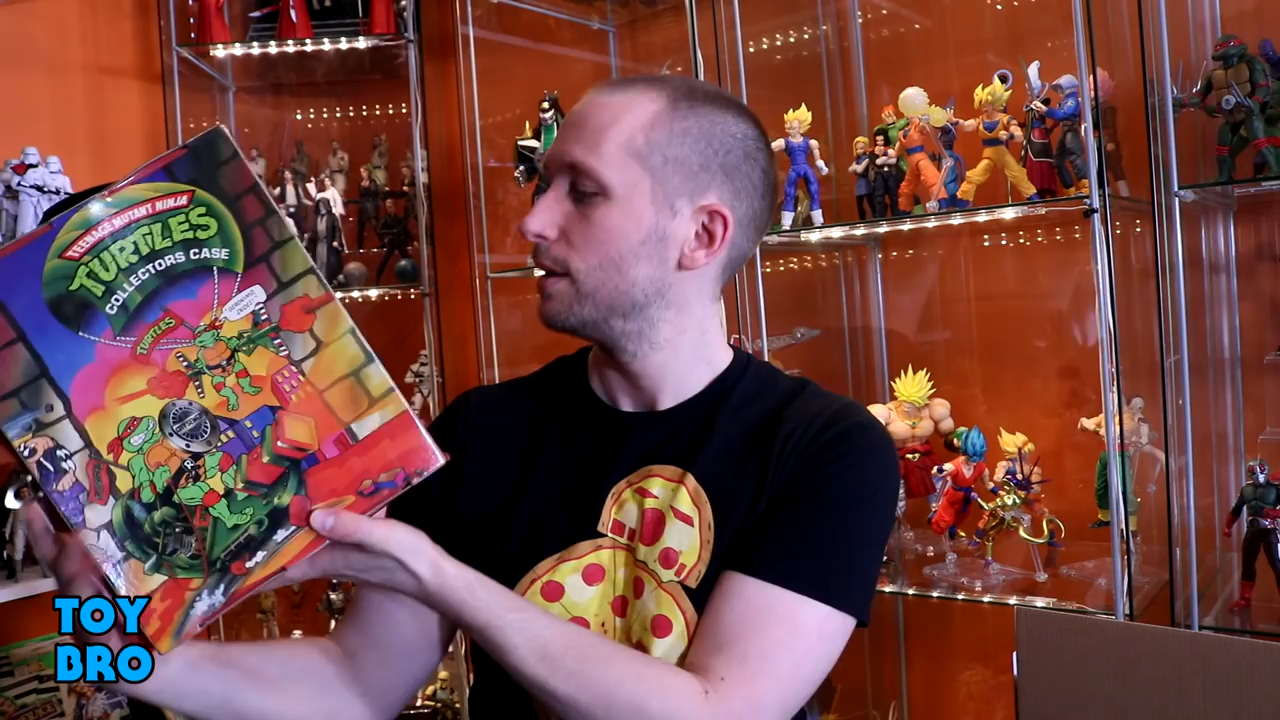 TEENAGE MUTANT NINJA
TURTLES
COLLECTORS CASE
TURTLES
TOY
BRO